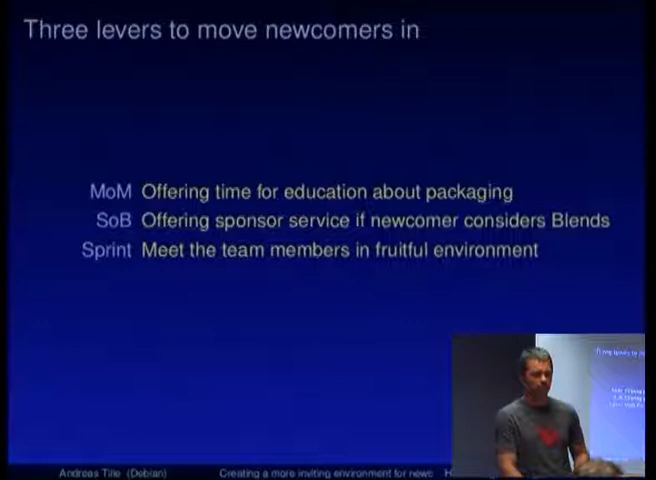 Three levers to move newcomers in
MoM Offering time for education about packaging
SoB Offering sponsor service if newcomer considers Blends
Sprint Meet the team members in fruitful environment
Andreas Tille (Debian) Creating a more inviting environment for newc H